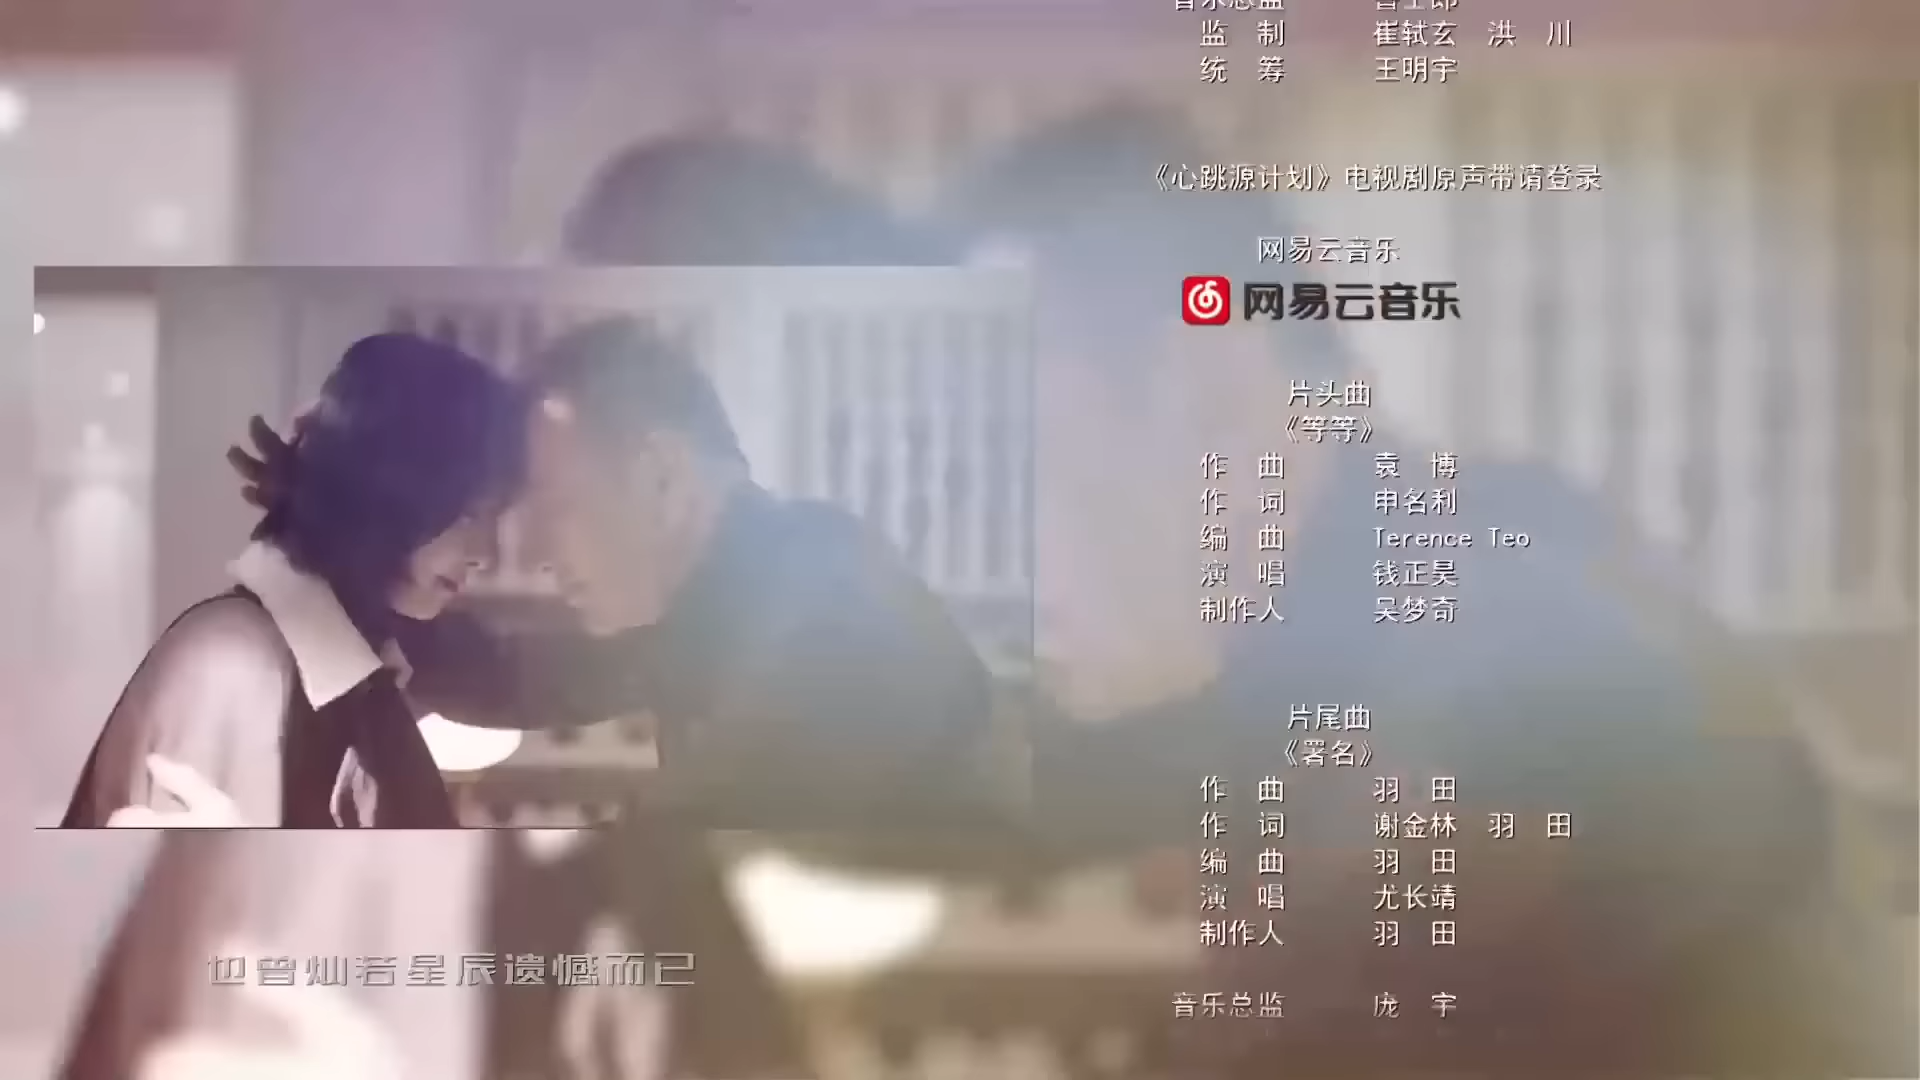 监 制 崔轼玄 洪 川
统 筹 王明宇
《心跳源计划》电视剧原声带请登录
网易云音乐
网易云音乐
片头曲
《等等》
作 曲 袁 博
作 词 申名利
编 曲 Terence Teo
演 唱 钱正昊
制作人 吴梦奇
片尾曲
《署名》
作 曲 羽 田
作 词 谢金林 羽 田
编 曲 羽 田
演 唱 尤长靖
制作人 羽 田
也曾灿若星辰遗憾而已
音乐总监 庞 宇